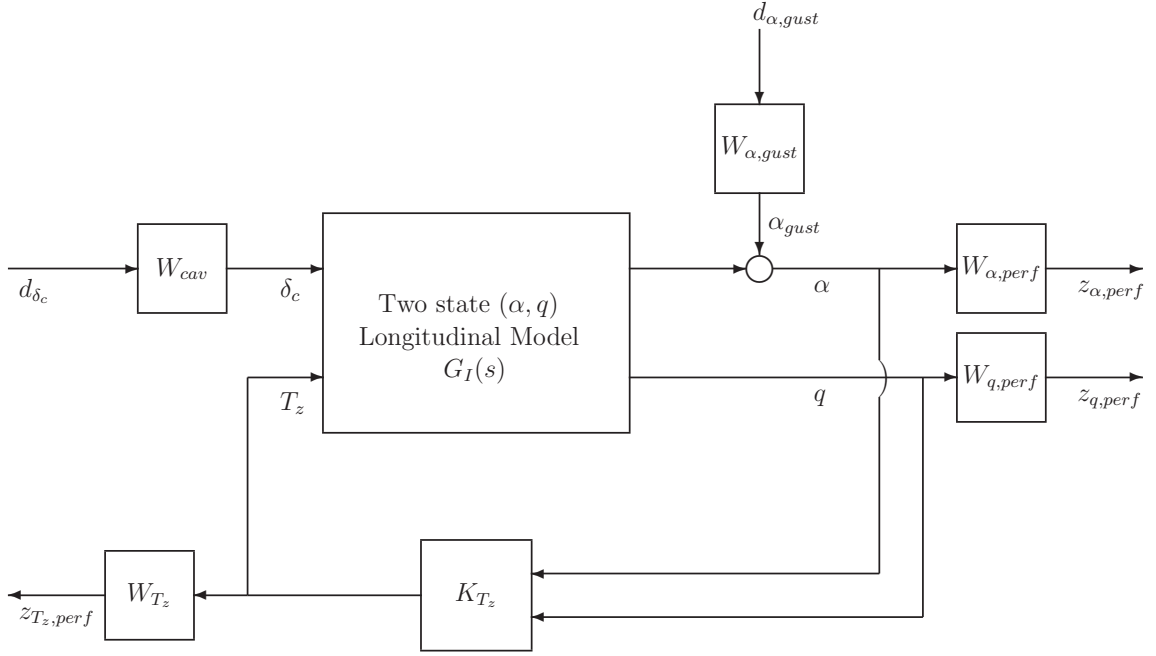 d_{α,gust}
W_{α,gust}
α_{gust}
W_{cav}
W_{α,perf}
d_{δ_c}
δ_c
α
z_{α,perf}
Two state (α, q)
Longitudinal Model
G_I(s)
W_{q,perf}
T_z
q
z_{q,perf}
W_{T_z}
K_{T_z}
z_{T_z,perf}